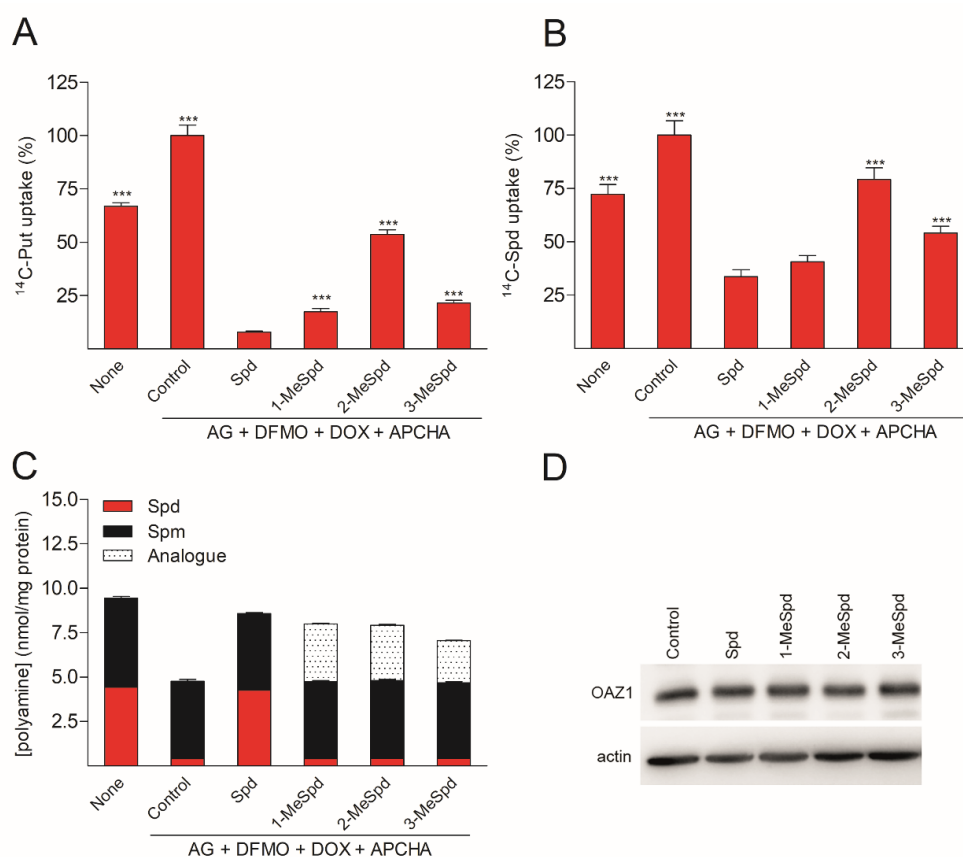 A
125
100
75
50
25
¹⁴C-Put uptake (%)
***
***
***
***
***
None
Control
Spd
1-MeSpd
2-MeSpd
3-MeSpd
AG + DFMO + DOX + APCHA
B
125
100
75
50
25
¹⁴C-Spd uptake (%)
***
***
***
***
None
Control
Spd
1-MeSpd
2-MeSpd
3-MeSpd
AG + DFMO + DOX + APCHA
C
15.0
12.5
10.0
7.5
5.0
2.5
[polyamine] (nmol/mg protein)
Spd
Spm
Analogue
None
Control
Spd
1-MeSpd
2-MeSpd
3-MeSpd
AG + DFMO + DOX + APCHA
D
Control
Spd
1-MeSpd
2-MeSpd
3-MeSpd
OAZ1
actin